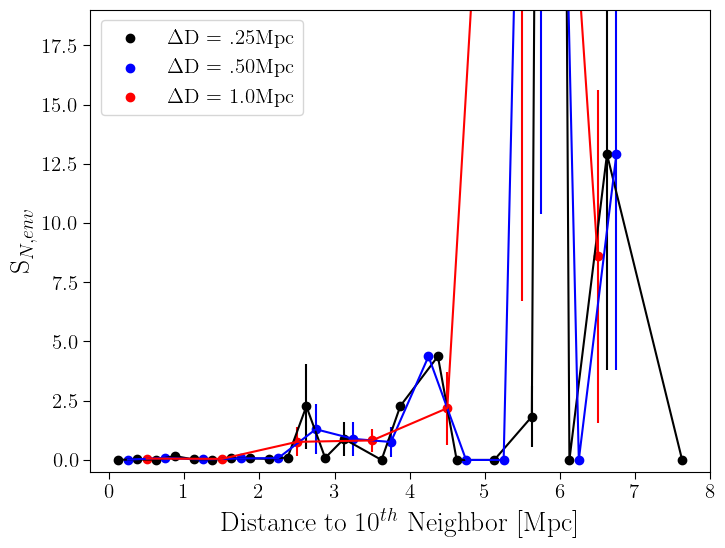 17.5
15.0
12.5
10.0
7.5
5.0
2.5
0.0
S_{N,env}
ΔD = .25Mpc
ΔD = .50Mpc
ΔD = 1.0Mpc
0 1 2 3 4 5 6 7 8
Distance to 10^{th} Neighbor [Mpc]